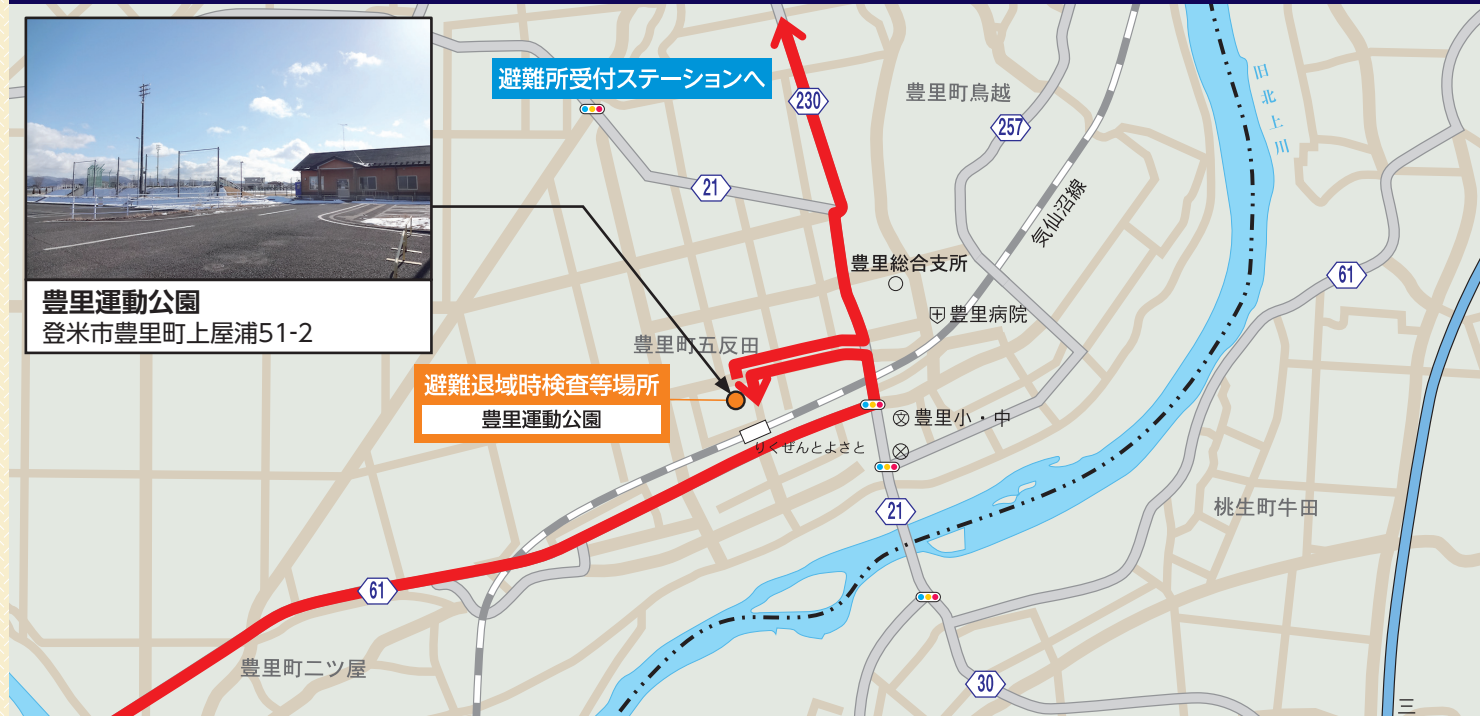 避難所受付ステーションへ
230
豊里町鳥越
257
旧北上川
21
気仙沼線
豊里総合支所
61
豊里病院
豊里運動公園
登米市豊里町上屋浦51-2
豊里町五反田
避難退域時検査等場所
豊里運動公園
文
豊里小・中
りくぜんとよさと
21
桃生町牛田
61
豊里町二ツ屋
30
三